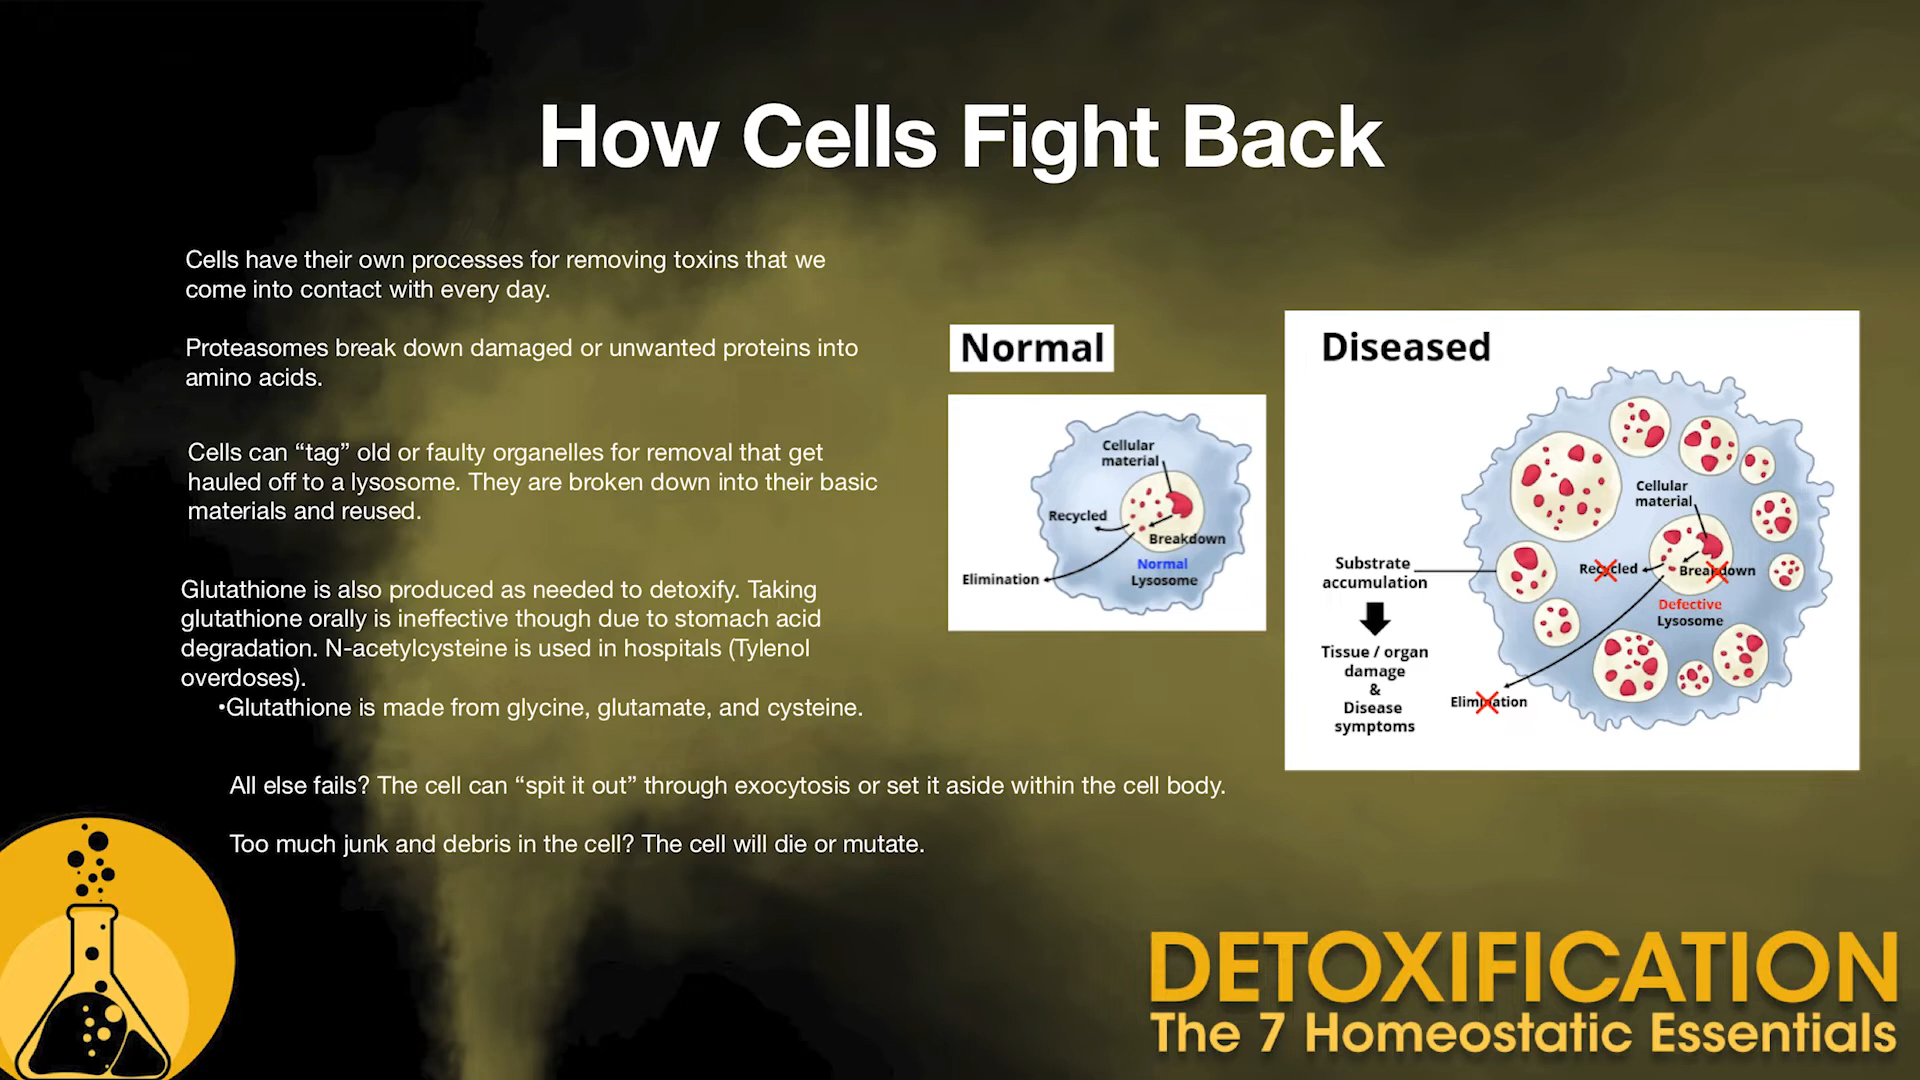 How Cells Fight Back
Cells have their own processes for removing toxins that we
come into contact with every day.
Proteasomes break down damaged or unwanted proteins into
amino acids.
Cells can “tag” old or faulty organelles for removal that get
hauled off to a lysosome. They are broken down into their basic
materials and reused.
Glutathione is also produced as needed to detoxify. Taking
glutathione orally is ineffective though due to stomach acid
degradation. N-acetylcysteine is used in hospitals (Tylenol
overdoses).
•Glutathione is made from glycine, glutamate, and cysteine.
All else fails? The cell can “spit it out” through exocytosis or set it aside within the cell body.
Too much junk and debris in the cell? The cell will die or mutate.
Normal
Cellular
material
Recycled
Breakdown
Normal
Lysosome
Elimination
Diseased
Cellular
material
Substrate
accumulation
Recycled
Breakdown
Defective
Lysosome
Tissue / organ
damage
&
Disease
symptoms
Elimination
DETOXIFICATION
The 7 Homeostatic Essentials